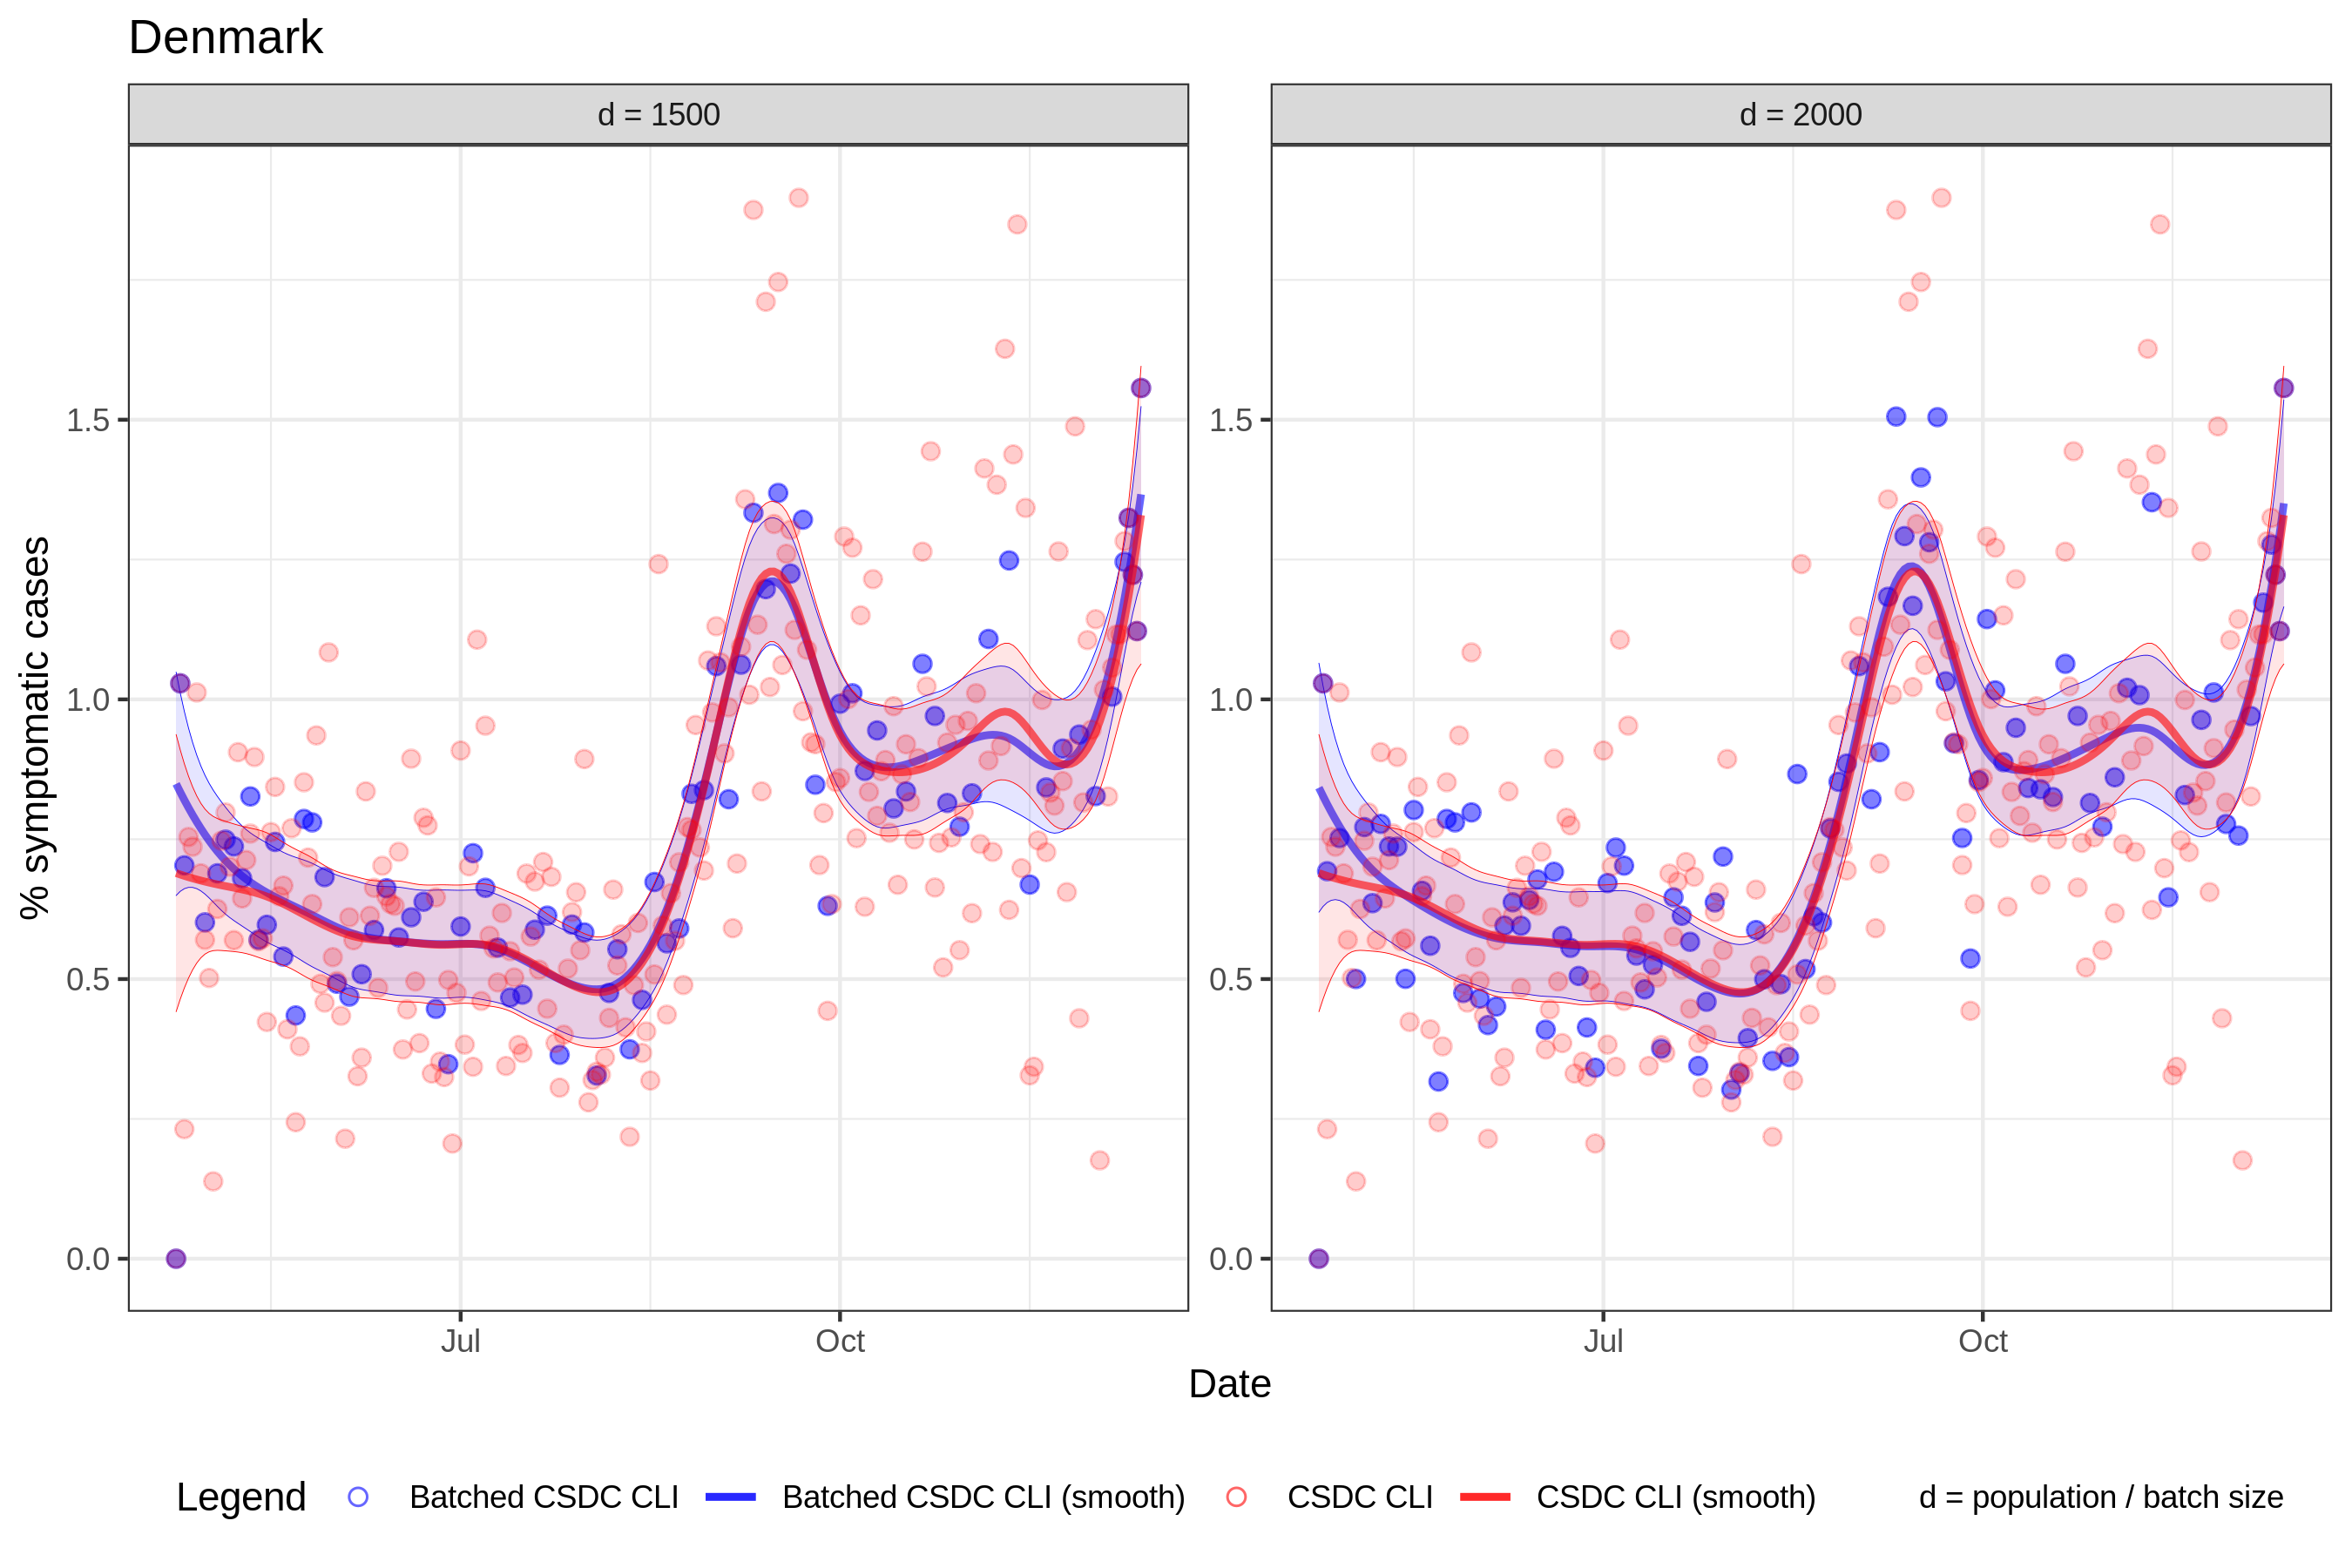 Denmark
d = 1500
d = 2000
% symptomatic cases
1.5
1.0
0.5
0.0
1.5
1.0
0.5
0.0
Jul
Oct
Jul
Oct
Date
Legend
Batched CSDC CLI
Batched CSDC CLI (smooth)
CSDC CLI
CSDC CLI (smooth)
d = population / batch size